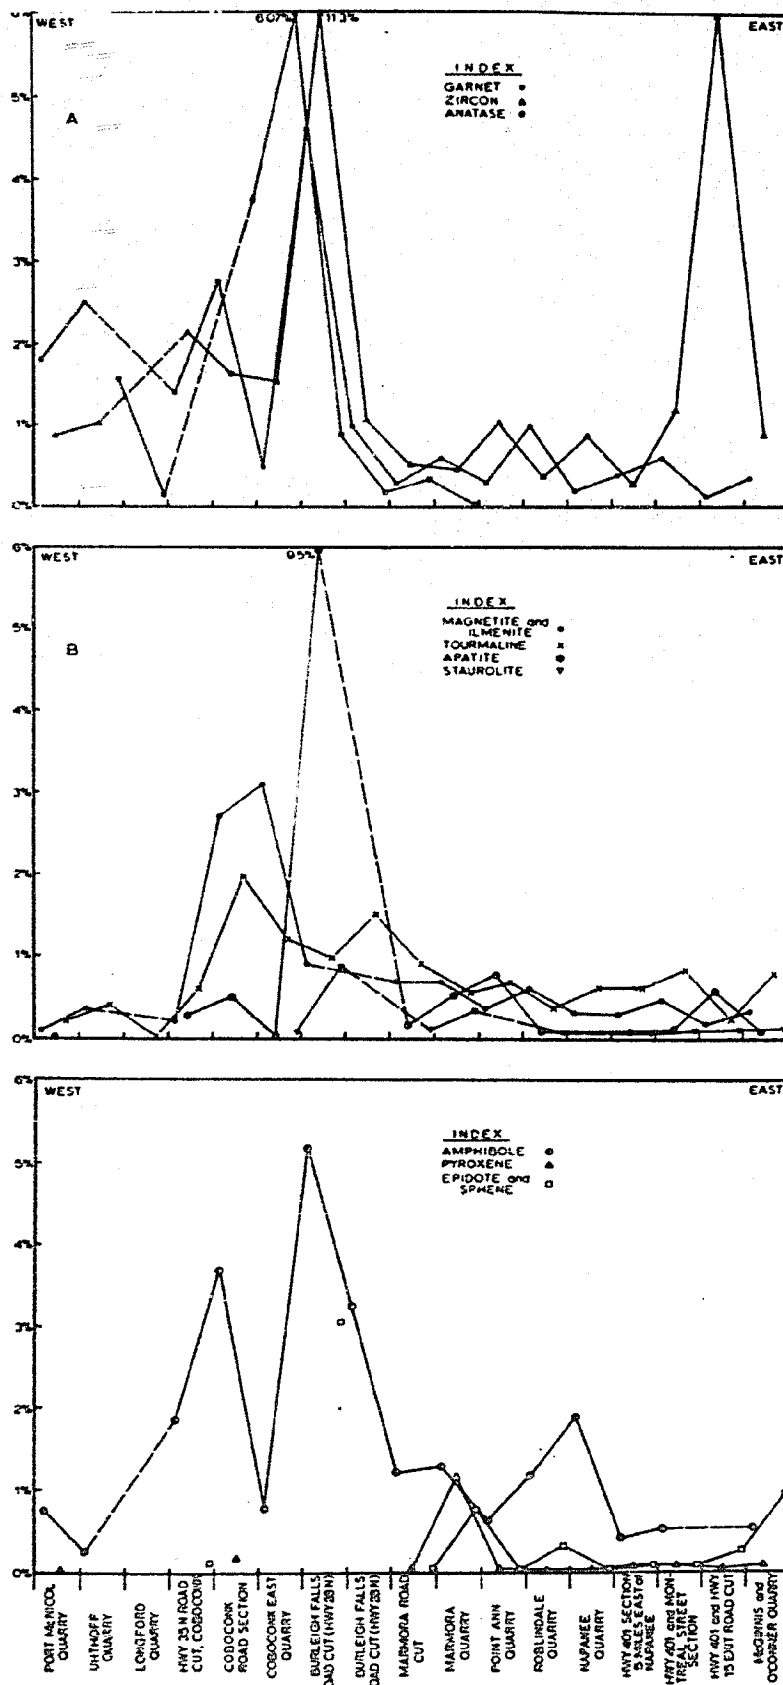 6%
WEST
6.07%
11.3%
EAST
INDEX
GARNET
ZIRCON
ANATASE
5%
A
4%
3%
2%
1%
0%
6%
WEST
9.5%
EAST
INDEX
MAGNETITE and
ILMENITE
TOURMALINE
APATITE
STAUROLITE
5%
B
4%
3%
2%
1%
0%
6%
WEST
EAST
INDEX
AMPHIBOLE
PYROXENE
EPIDOTE and
SPHENE
5%
4%
3%
2%
1%
0%
PORT McNICOL
QUARRY
UHTHOFF
QUARRY
LONGFORD
QUARRY
HWY 35 N ROAD
CUT, COBOCONK
COBOCONK
ROAD SECTION
COBOCONK EAST
QUARRY
BURLEIGH FALLS
ROAD CUT (HWY 28 N)
BURLEIGH FALLS
ROAD CUT (HWY 28 N)
MARMORA ROAD
CUT
MARMORA
QUARRY
POINT ANN
QUARRY
ROBLINDALE
QUARRY
NAPANEE
QUARRY
HWY 401 SECTION
5 MILES EAST of
NAPANEE
HWY 401 and MON-
TREAL STREET
SECTION
HWY 401 and HWY
15 EXIT ROAD CUT
McGINNIS and
O'CONNER QUARRY